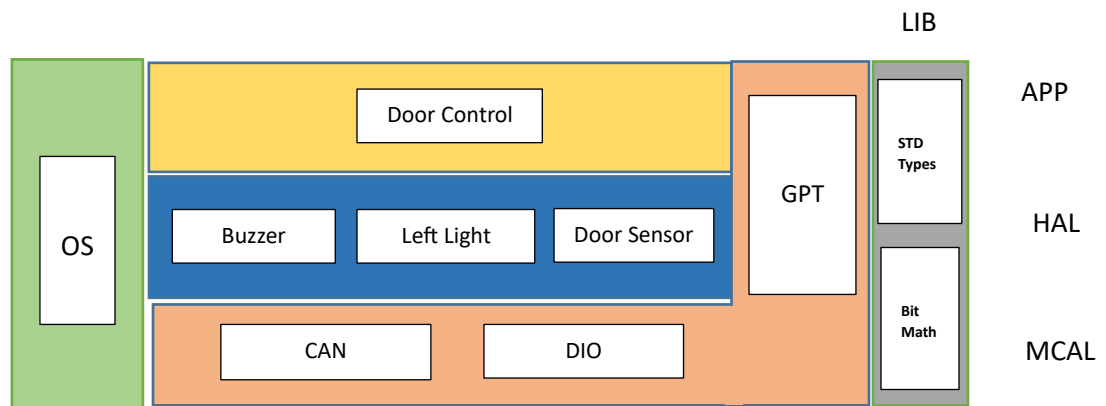 LIB
APP
Door Control
STD
Types
GPT
HAL
OS
Buzzer
Left Light
Door Sensor
Bit
Math
CAN
DIO
MCAL